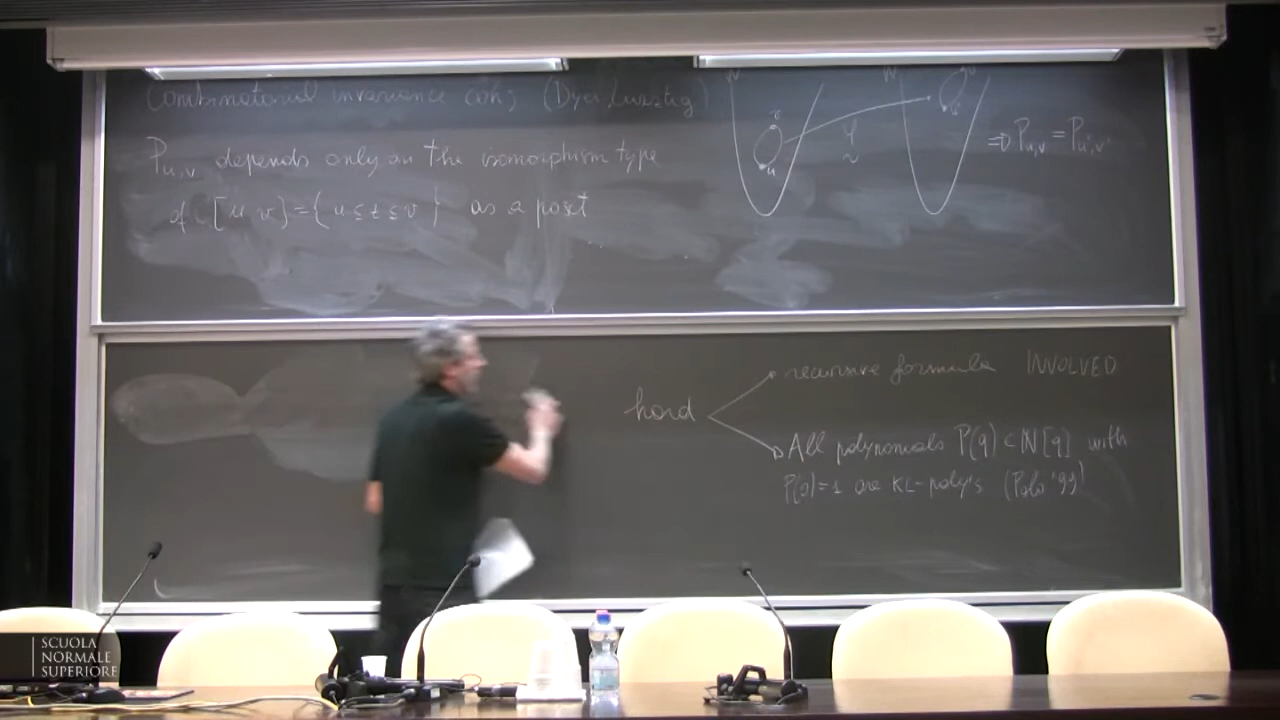 Combinatorial invariance conj (Dyer, Lusztig)
P_{u,v} depends only on the isomorphism type
of [u,v]={u≤z≤v} as a poset
W W
v v'
u φ u' ⇒ P_{u,v} = P_{u',v'}
~
hard
recursive formula INVOLVED
All polynomials P(q) ⊂ ℕ[q] with
P(0)=1 are KL-poly's (Polo '99)
SCUOLA
NORMALE
SUPERIORE